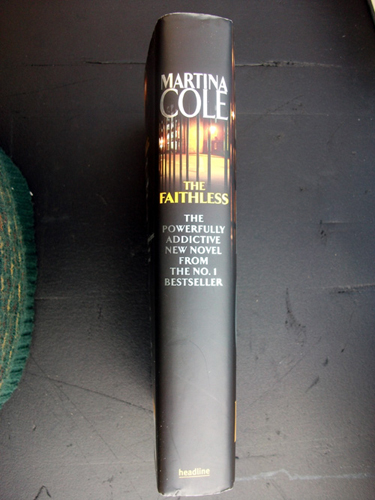 MARTINA
COLE
THE
FAITHLESS
THE
POWERFULLY
ADDICTIVE
NEW NOVEL
FROM
THE NO. 1
BESTSELLER
headline